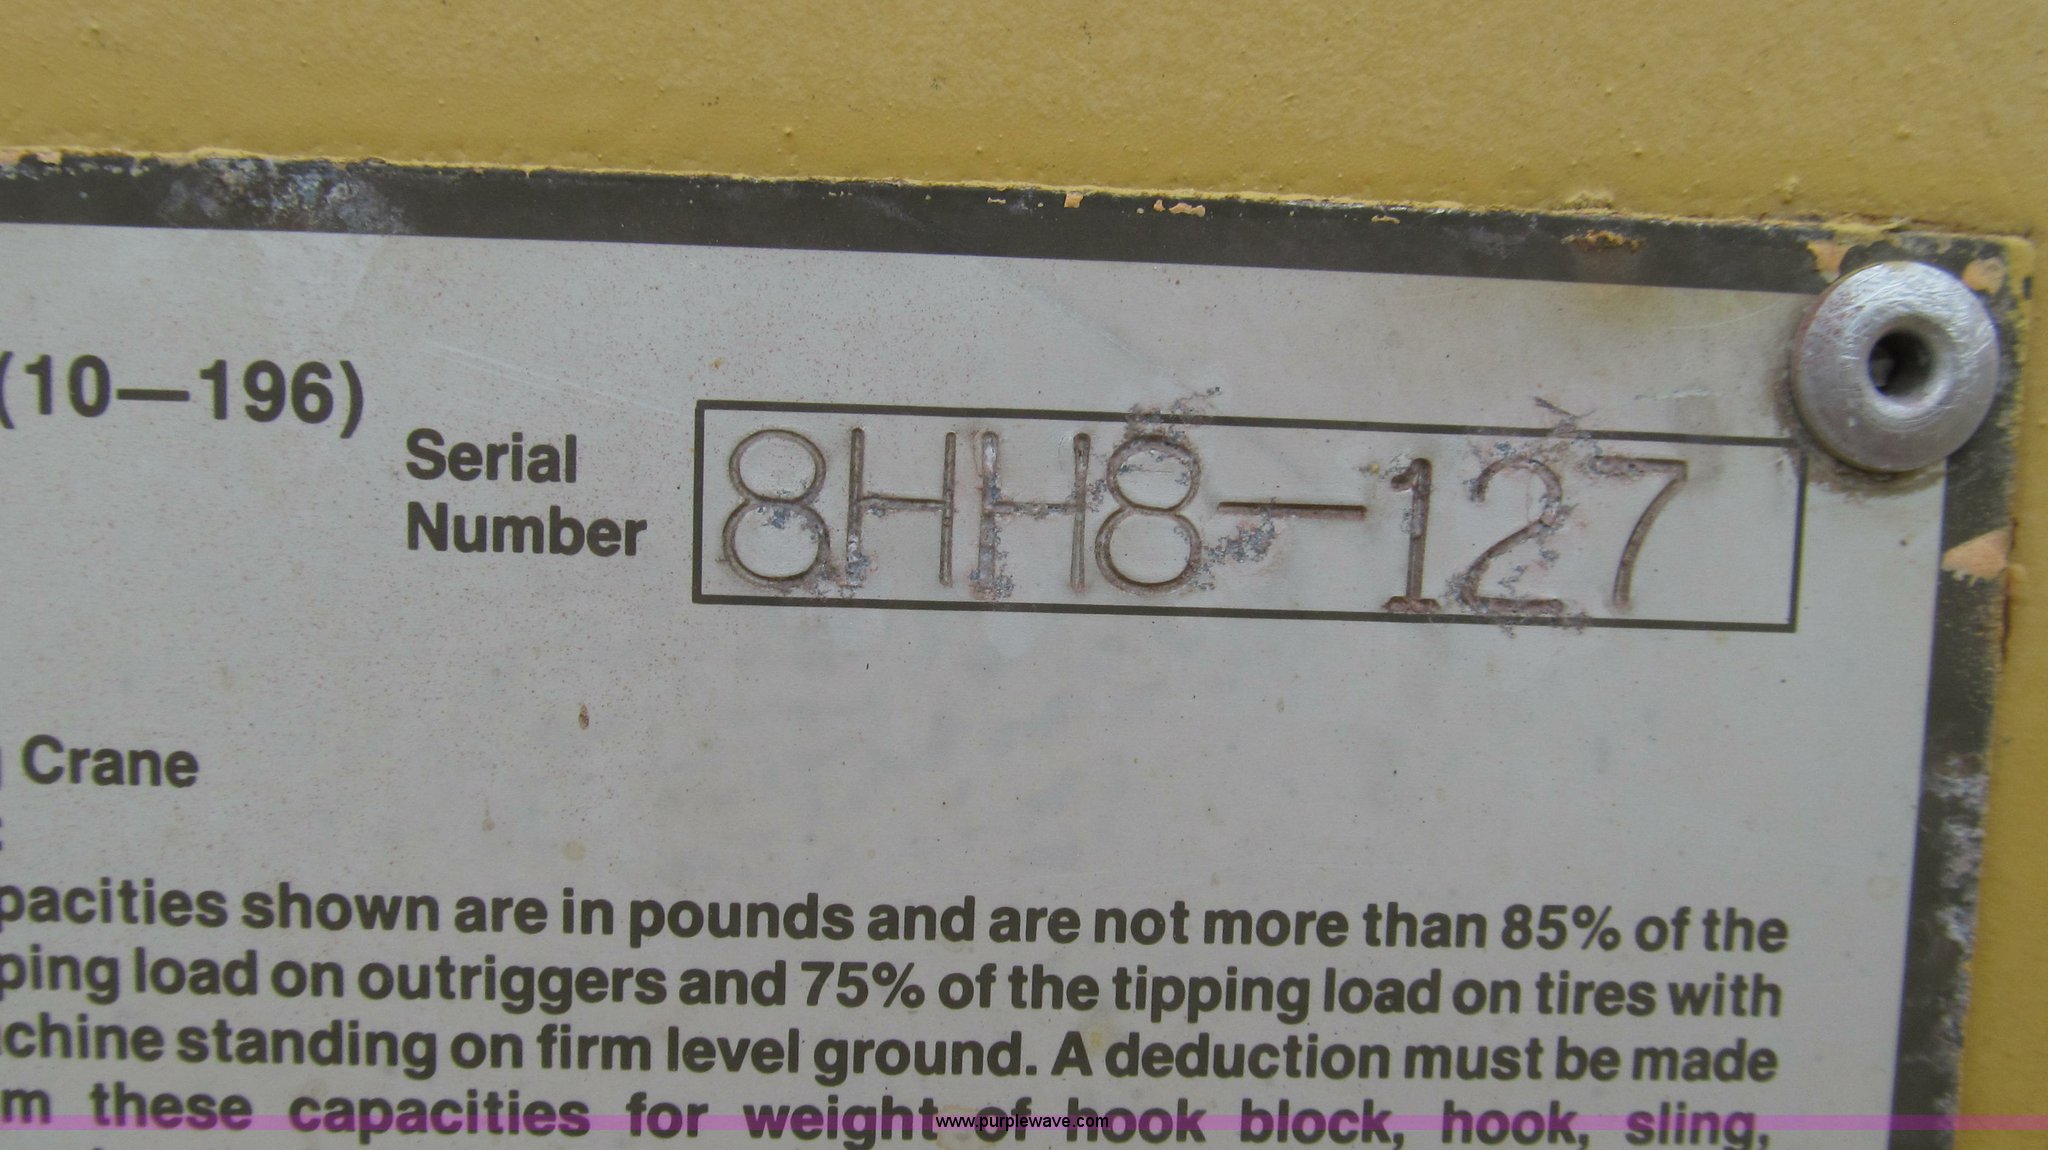 (10—196)
Serial
Number
8HH8-127
Crane
pacities shown are in pounds and are not more than 85% of the
ping load on outriggers and 75% of the tipping load on tires with
chine standing on firm level ground. A deduction must be made
m these capacities for weight of hook block, hook, sling,
www.purplewave.com